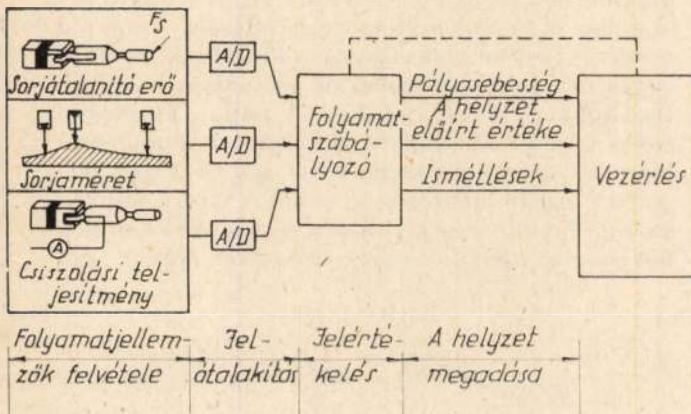 F_S
Sorjátalanító erő
A/D
Sorjaméret
A/D
A
Csiszolási tel-
jesítmény
A/D
Folyamat-
szabá-
lyozó
Pályasebesség
A helyzet
előírt értéke
Ismétlések
Vezérlés
Folyamatjellem-
zők felvétele
Jel-
átalakítás
Jelérté-
kelés
A helyzet
megadása